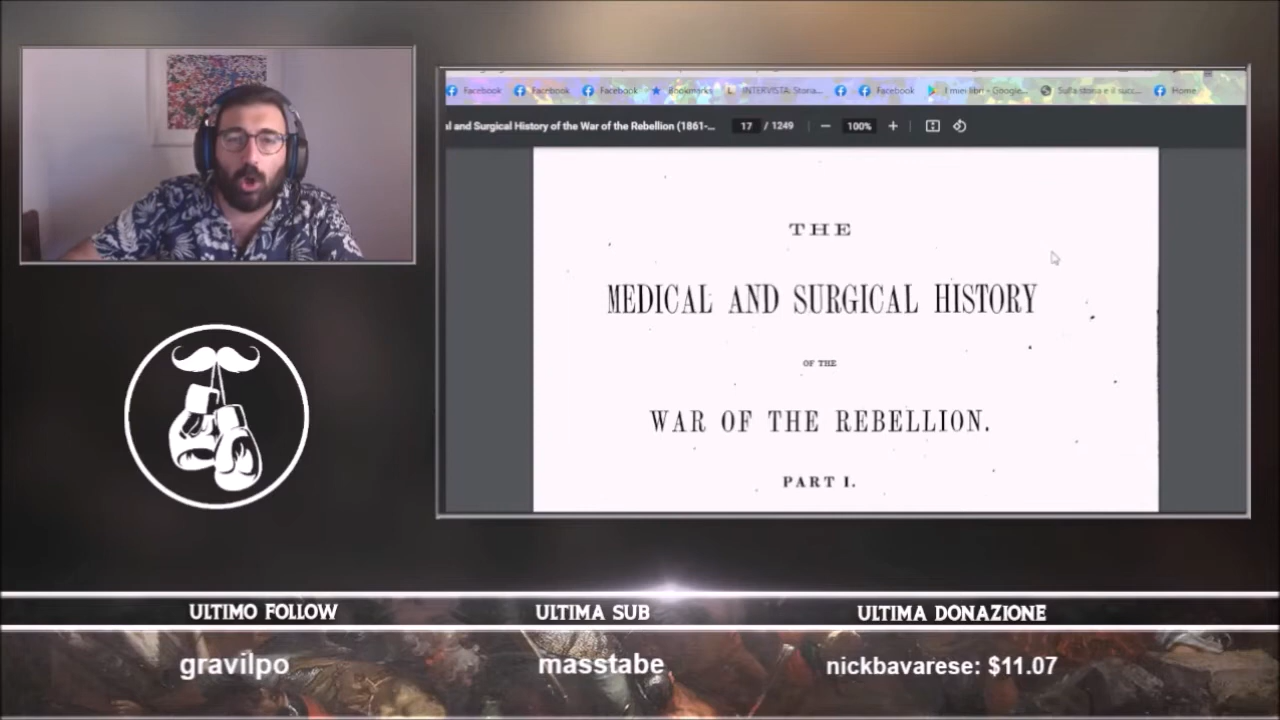 Facebook Facebook Facebook Bookmarks INTERVISTA: Storia... Facebook I miei libri - Google... Sulla storia e il succ... Home
al and Surgical History of the War of the Rebellion (1861-... 17 / 1249 100%
THE
MEDICAL AND SURGICAL HISTORY
OF THE
WAR OF THE REBELLION.
PART I.
ULTIMO FOLLOW ULTIMA SUB ULTIMA DONAZIONE
gravilpo masstabe nickbavarese: $11.07